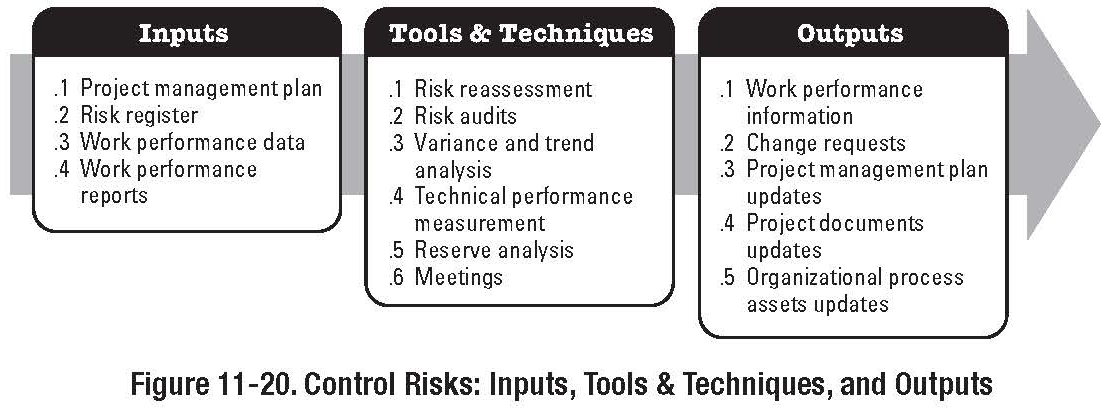 Inputs
.1 Project management plan
.2 Risk register
.3 Work performance data
.4 Work performance
reports
Tools & Techniques
.1 Risk reassessment
.2 Risk audits
.3 Variance and trend
analysis
.4 Technical performance
measurement
.5 Reserve analysis
.6 Meetings
Outputs
.1 Work performance
information
.2 Change requests
.3 Project management plan
updates
.4 Project documents
updates
.5 Organizational process
assets updates
Figure 11-20. Control Risks: Inputs, Tools & Techniques, and Outputs